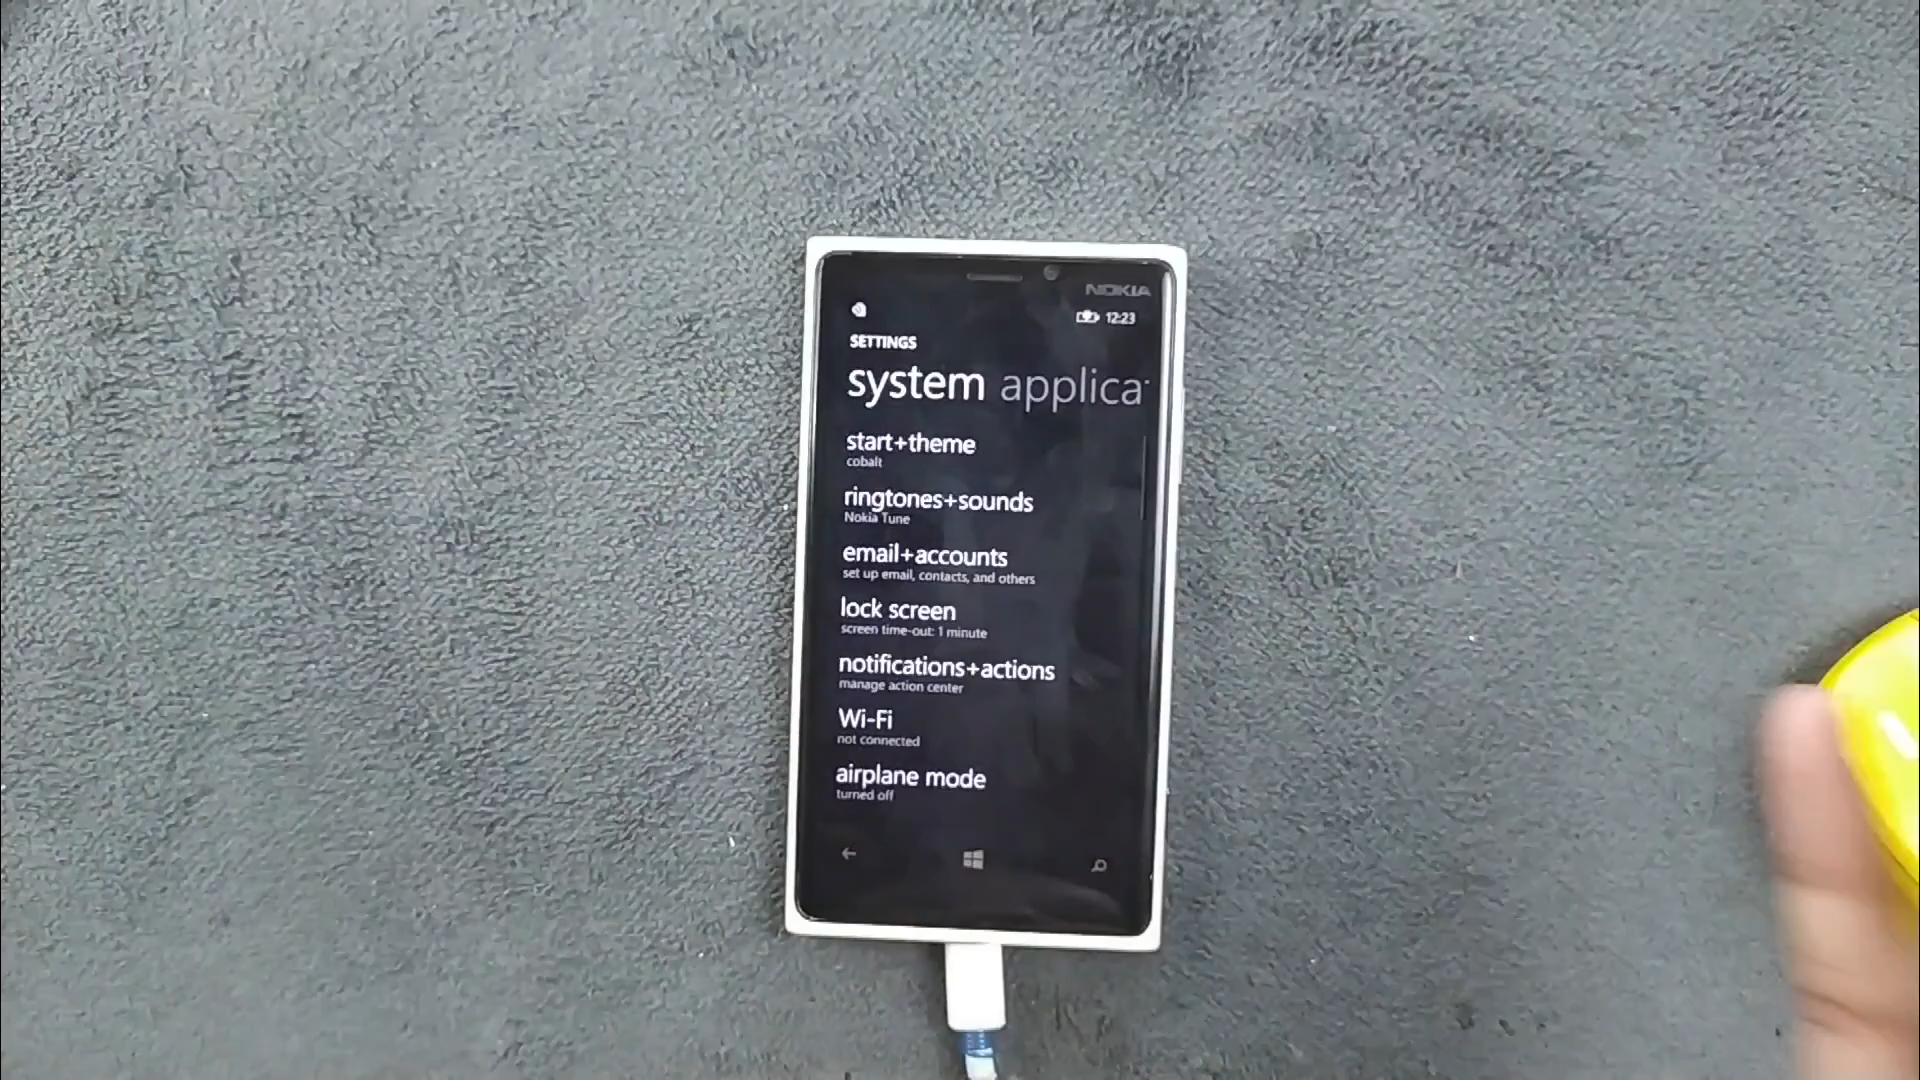 NOKIA
12:23
SETTINGS
system applica
start+theme
cobalt
ringtones+sounds
Nokia Tune
email+accounts
set up email, contacts, and others
lock screen
screen time-out: 1 minute
notifications+actions
manage action center
Wi-Fi
not connected
airplane mode
turned off